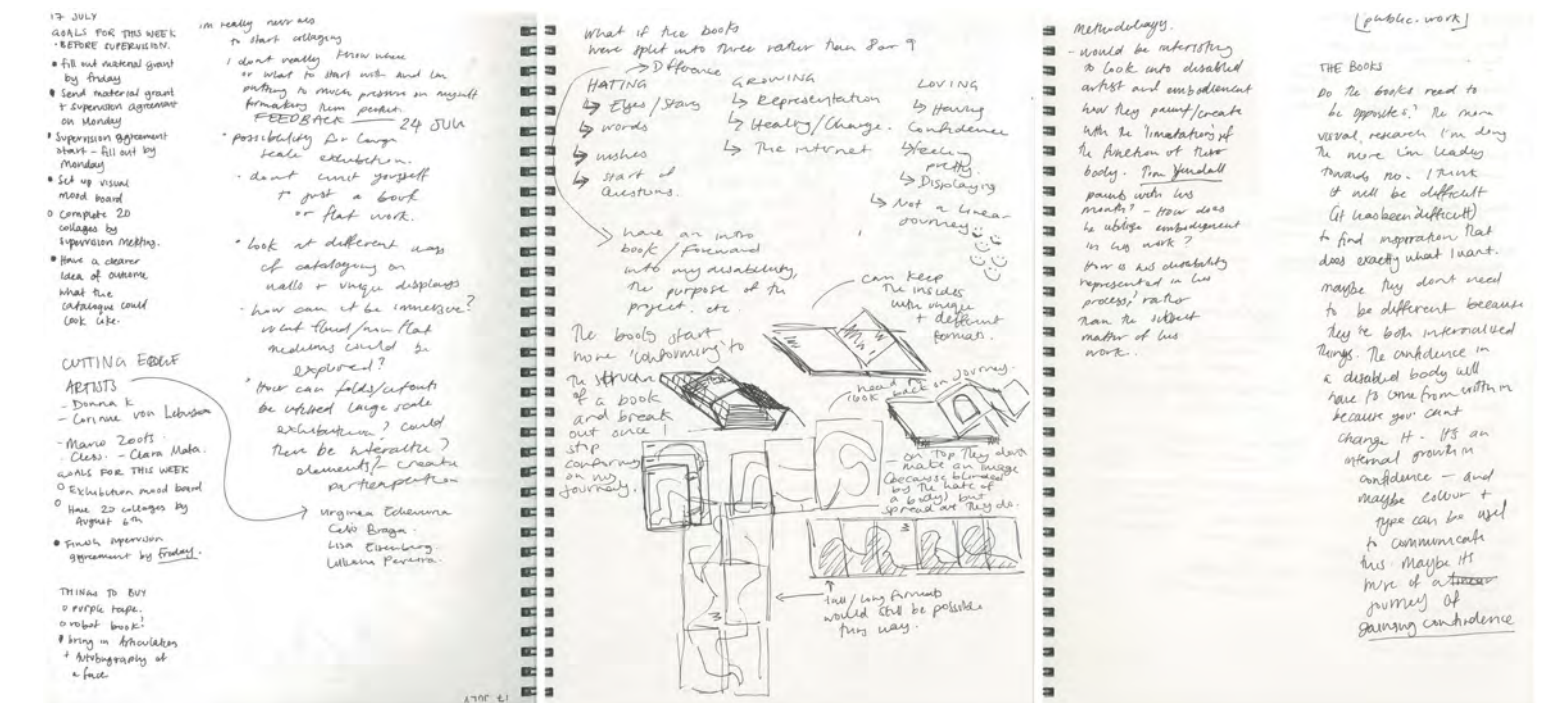 17 JULY
GOALS FOR THIS WEEK
• BEFORE SUPERVISION.
• fill out material grant
by friday
• Send material grant
+ supervision agreement
on Monday
• Supervision agreement
start - fill out by
Monday
• Set up visual
mood board
o Complete 20
collages by
supervision meeting.
• Have a clearer
idea of outcome
what the
catalogue could
look like.
CUTTING EDGE
ARTISTS
- Donna K
- Corinne von
- Mario Zoots.
- Clara Mata.
GOALS FOR THIS WEEK
o Exhibition mood board
o Have 20 collages by
August 6th
• Finish supervision
agreement by Friday.
THINGS TO BUY
o purple tape.
o robot book?
• bring in Articulation
+ Autobiography of
a face
im really
to start collaging
i dont really know where
or what to start with and im
putting to much pressure on myself
for making them perfect.
FEEDBACK — 24 JUN
• possibility for large
scale exhibition.
• dont limit yourself
to just a book
or flat work.
• look at different ways
of cataloguing on
walls + unique displays
• how can it be immersive?
what fluid/non flat
mediums could be
explored?
• How can folds/cutouts
be utilised large scale
exhibition? could
there be interactive?
elements/- create
participation
Lisa
17 JULY
what if the books
were split into three rather than 8 or 9
→ Difference
HATING
↳ Eyes/Stares
↳ words
↳ wishes
↳ start of
Questions.
GROWING
↳ Representation
↳ Healing/Change.
↳ The internet
LOVING
↳ Having
Confidence
↳ feeling
pretty.
↳ Displaying
↳ Not a linear
journey
have an intro
book/foreward
into my disability,
the purpose of th
project. etc.
can keep
the insides
with unique
+ different
formats.
The books start
more 'conforming' to
the structure
of a book
and break
out once I
stop
conforming
on my
journey.
look back on journey.
- on top they dont
make an image
(because blinded
by the hate of
a body) but
spread out they do.
3
3
tall/long formats
would still be possible
this way.
methodology.
- would be interesting
to look into disabled
artist and embodiment
how they paint/create
with the 'limitations' of
the function of their
body. Tom Yendall
paints with his
mouth? - How does
he utilise embodiment
in his work?
How is his disability
represented in his
process, rather
than the subject
matter of his
work..
[public.work]
THE BOOKS
Do the books need to
be opposites? The more
visual, research I'm doing
the more i'm leading
towards no. I think
it will be difficult
(it has been difficult)
to find inspiration that
does exactly what I want.
maybe they dont need
to be different because
they're both internalised
things. The confidence in
a disabled body will
have to come from within
because you cant
change it - it's an
internal growth in
confidence - and
maybe colour +
type can be used
to communicate
this. Maybe its
more of a linear
journey of
gaining confidence